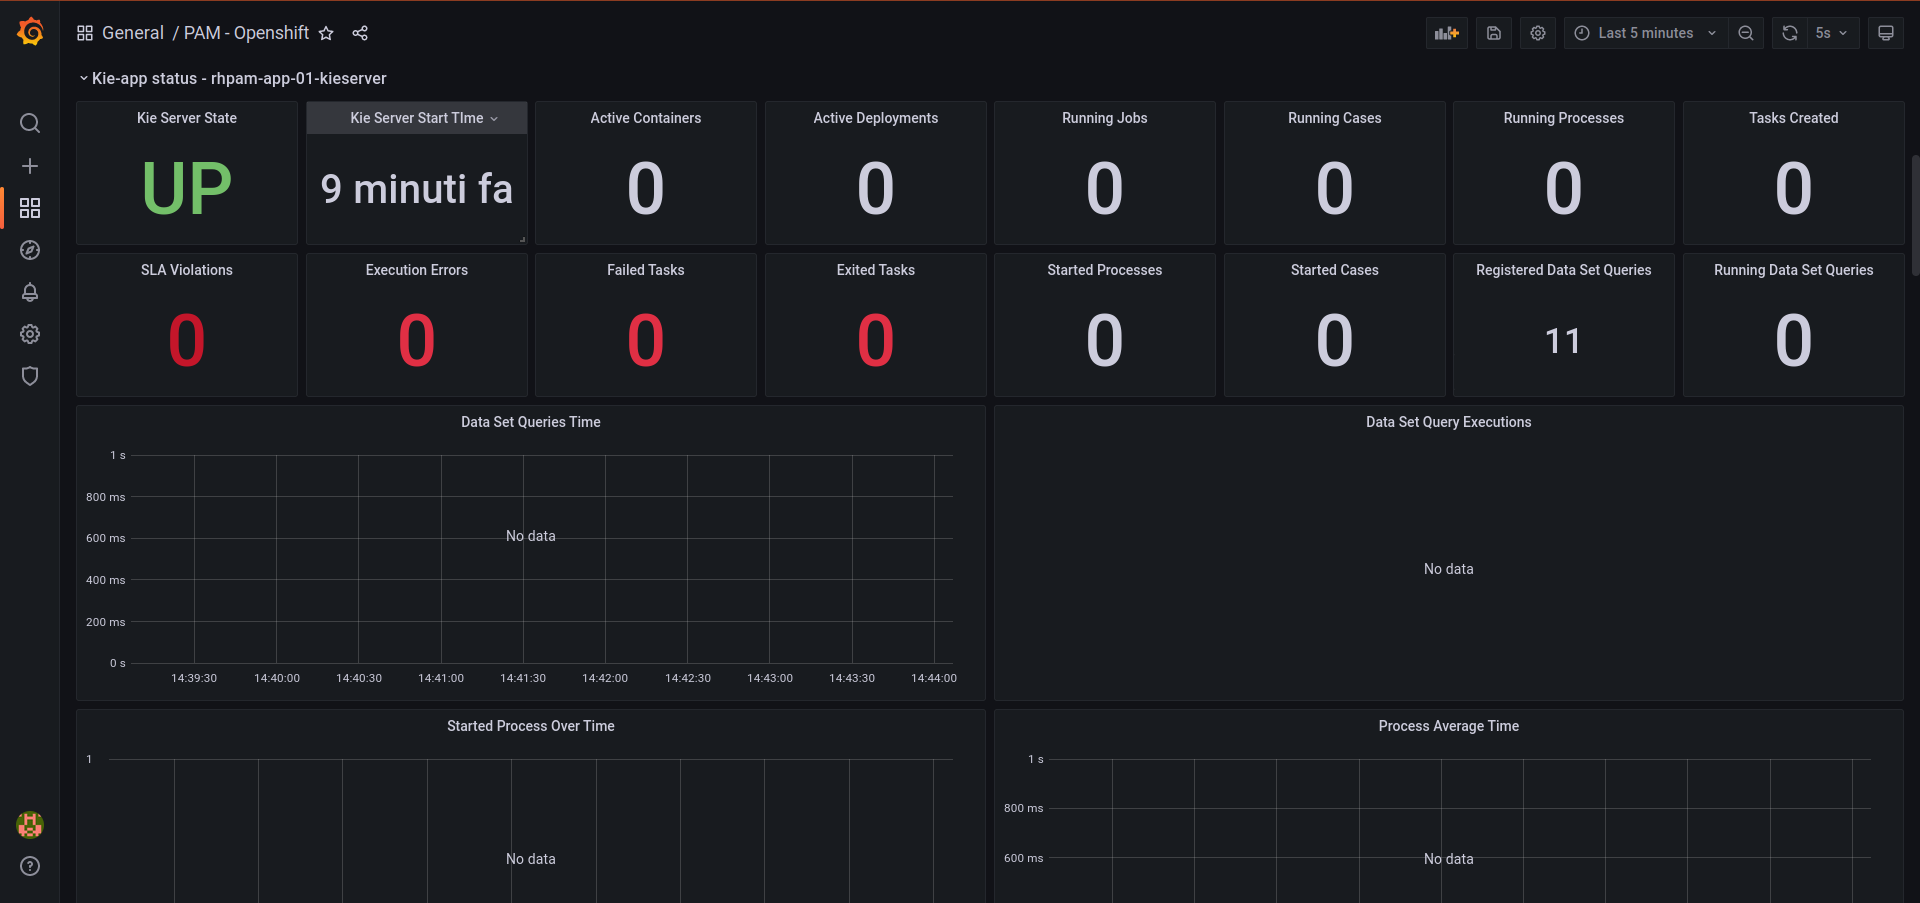 General / PAM - Openshift
Last 5 minutes
5s
Kie-app status - rhpam-app-01-kieserver
Kie Server State
Kie Server Start TIme
Active Containers
Active Deployments
Running Jobs
Running Cases
Running Processes
Tasks Created
UP
9 minuti fa
0
0
0
0
0
0
SLA Violations
Execution Errors
Failed Tasks
Exited Tasks
Started Processes
Started Cases
Registered Data Set Queries
Running Data Set Queries
0
0
0
0
0
0
11
0
Data Set Queries Time
1 s
800 ms
600 ms
400 ms
200 ms
0 s
No data
14:39:30
14:40:00
14:40:30
14:41:00
14:41:30
14:42:00
14:42:30
14:43:00
14:43:30
14:44:00
Data Set Query Executions
No data
Started Process Over Time
1
No data
Process Average Time
1 s
800 ms
600 ms
No data